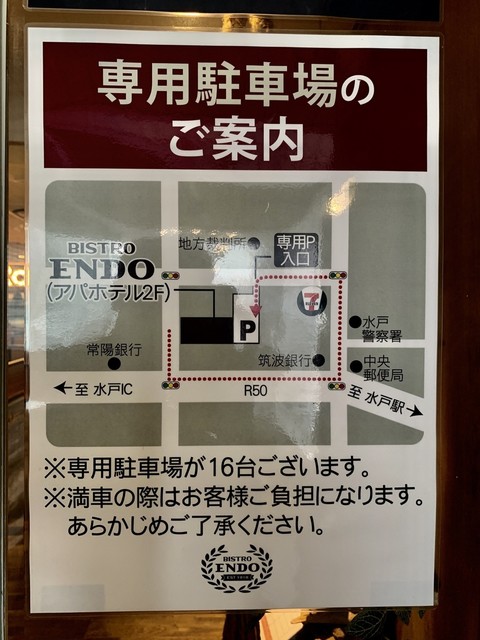 専用駐車場の
ご案内
地方裁判所
専用P
入口
BISTRO
ENDO
(アパホテル2F)
7
P
水戸
警察署
常陽銀行
筑波銀行
中央
郵便局
至 水戸IC
R50
至 水戸駅
※専用駐車場が16台ございます。
※満車の際はお客様ご負担になります。
あらかじめご了承ください。
BISTRO
ENDO